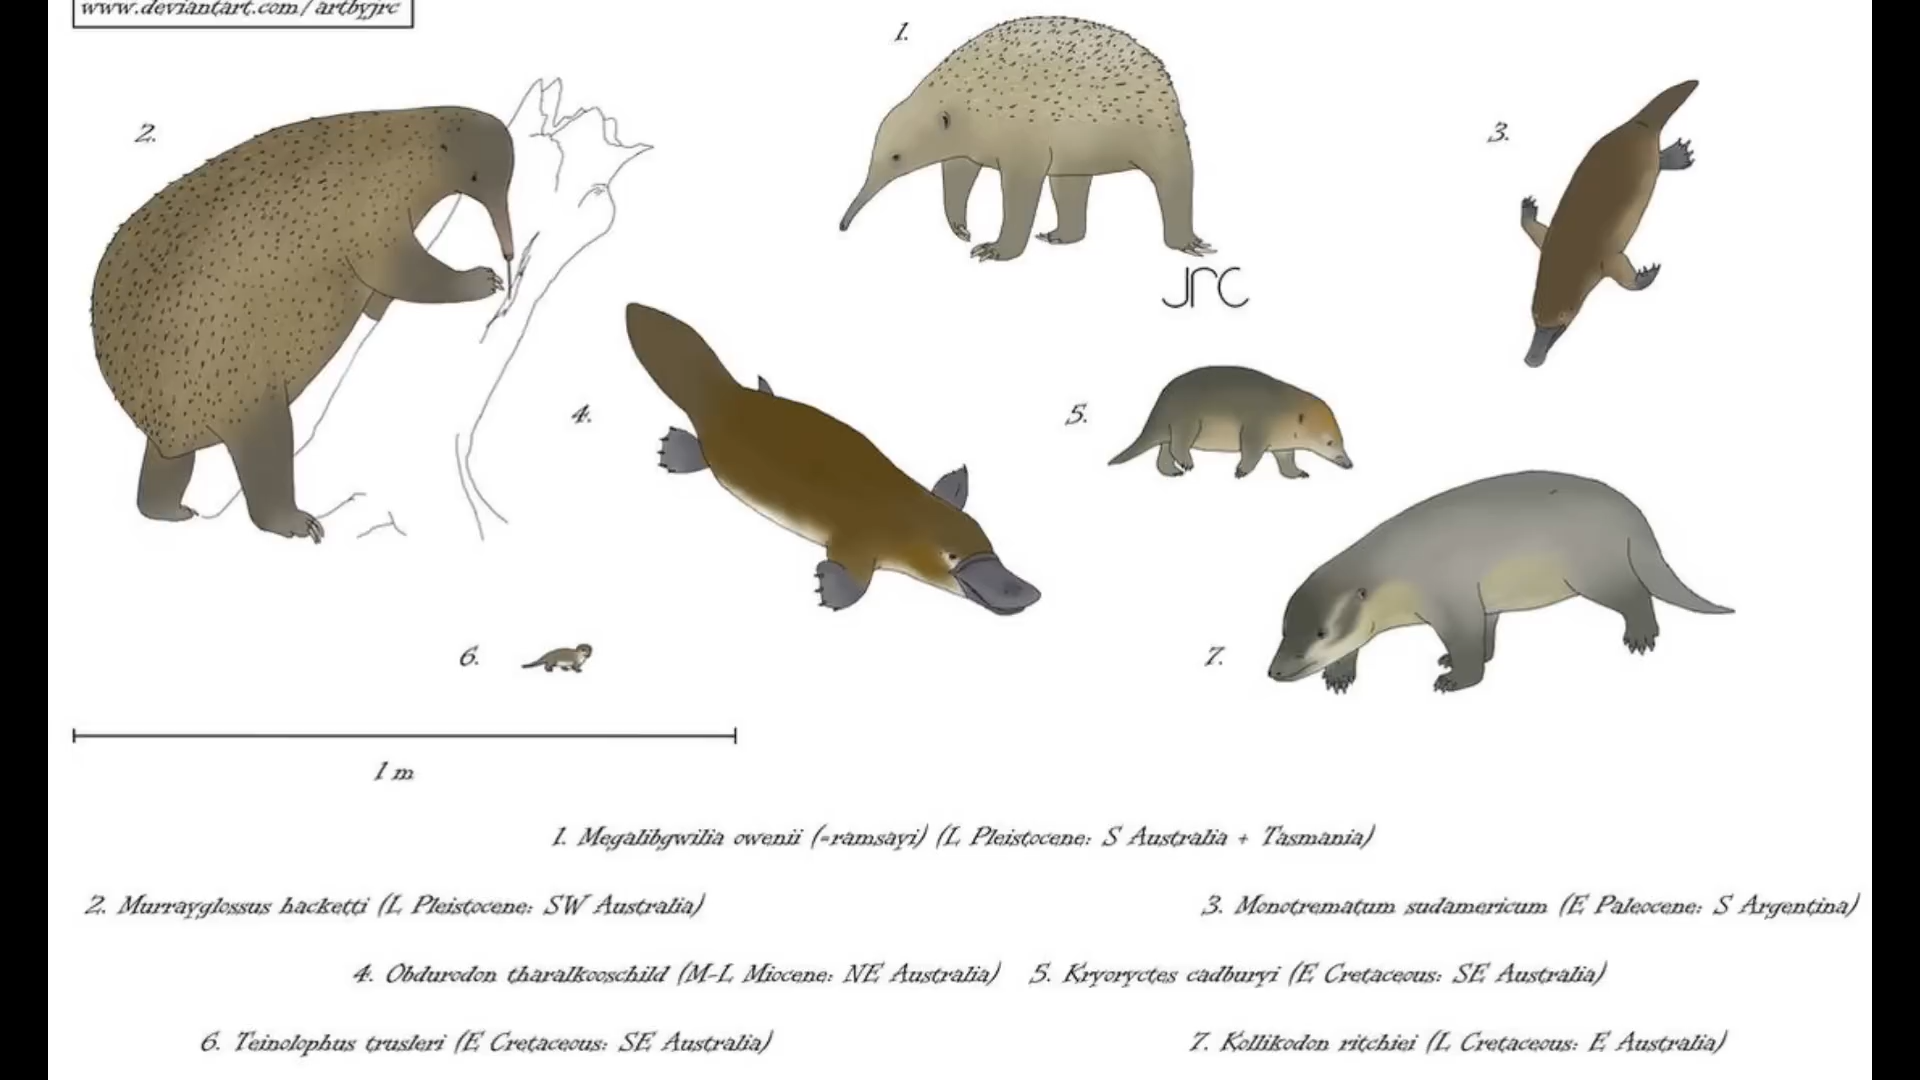 www.deviantart.com/artbyjrc
1.
2.
3.
JrC
4.
5.
6.
7.
1 m
1. Megalibgwilia owenii (=ramsayi) (L Pleistocene: S Australia + Tasmania)
2. Murrayglossus hacketti (L Pleistocene: SW Australia)
3. Monotrematum sudamericum (E Paleocene: S Argentina)
4. Obdurodon tharalkooschild (M-L Miocene: NE Australia)
5. Kryoryctes cadburyi (E Cretaceous: SE Australia)
6. Teinolophus trusleri (E Cretaceous: SE Australia)
7. Kollikodon ritchiei (L Cretaceous: E Australia)